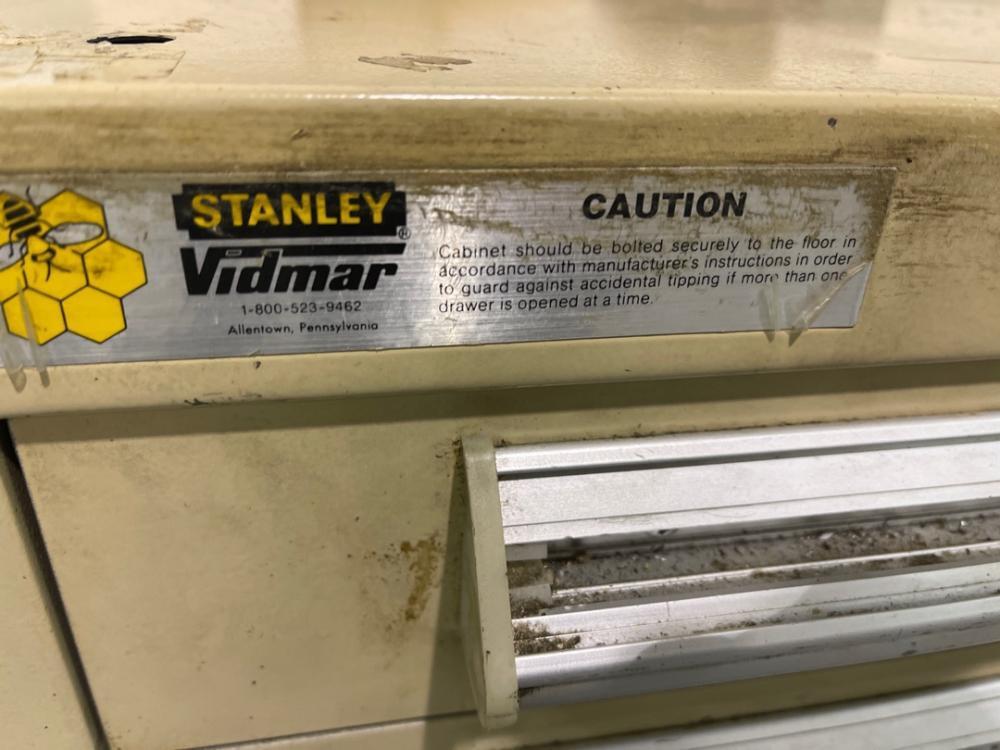 STANLEY®
Vidmar
1-800-523-9462
Allentown, Pennsylvania
CAUTION
Cabinet should be bolted securely to the floor in
accordance with manufacturer's instructions in order
to guard against accidental tipping if more than one
drawer is opened at a time.